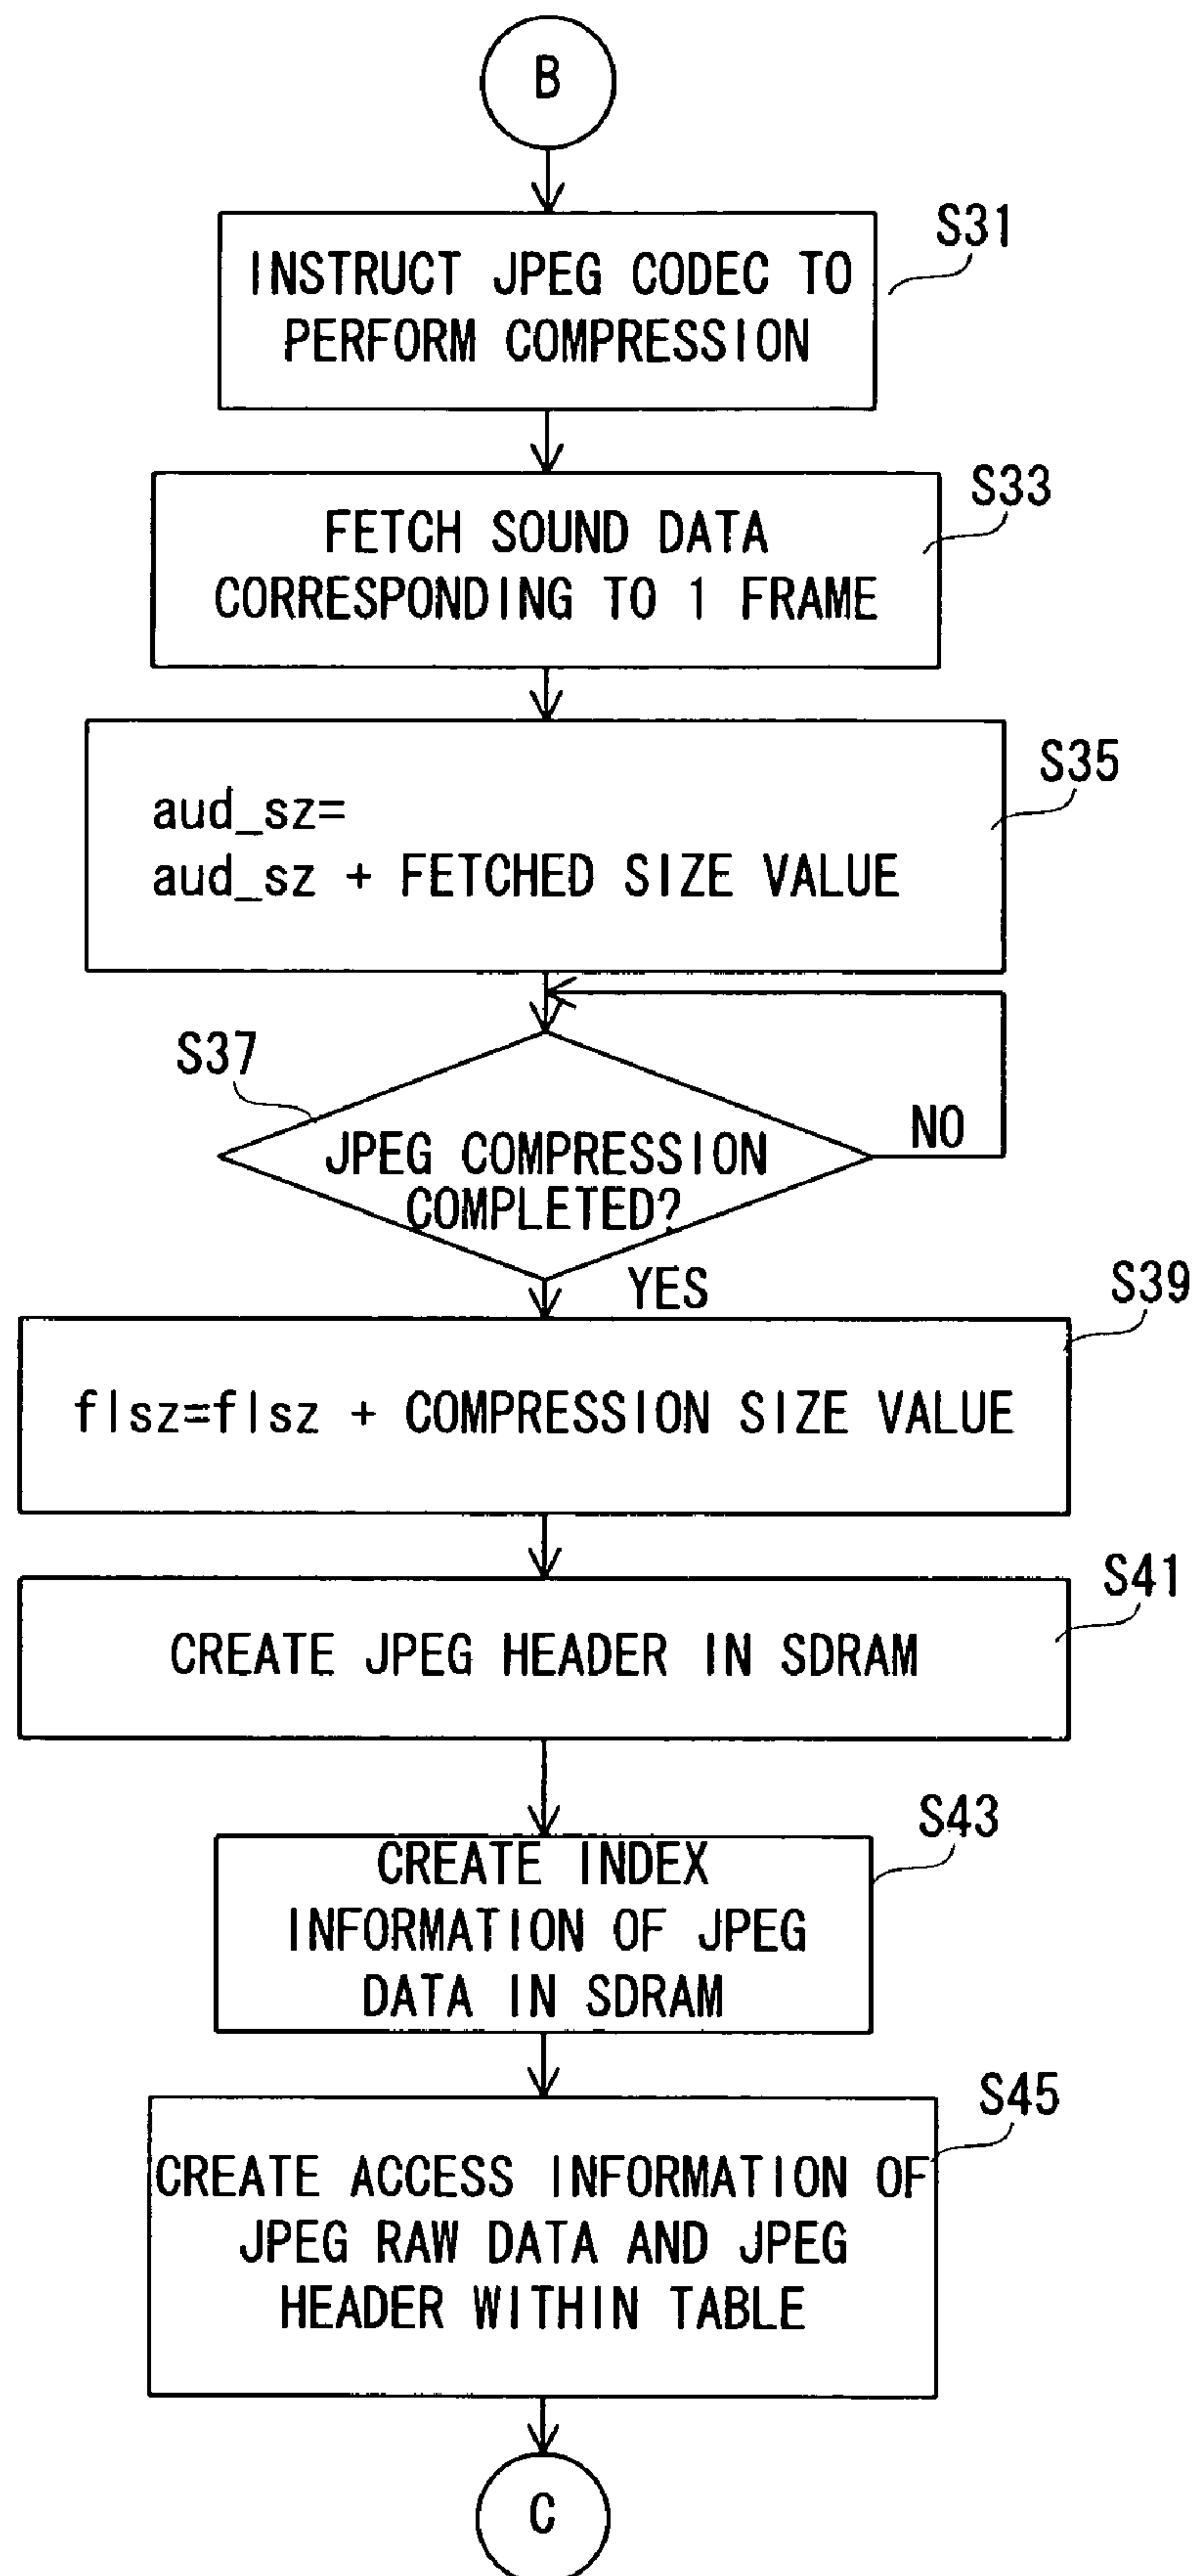 B
S31
INSTRUCT JPEG CODEC TO
PERFORM COMPRESSION
S33
FETCH SOUND DATA
CORRESPONDING TO 1 FRAME
S35
aud_sz=
aud_sz + FETCHED SIZE VALUE
S37
NO
JPEG COMPRESSION
COMPLETED?
YES
S39
flsz=flsz + COMPRESSION SIZE VALUE
S41
CREATE JPEG HEADER IN SDRAM
S43
CREATE INDEX
INFORMATION OF JPEG
DATA IN SDRAM
S45
CREATE ACCESS INFORMATION OF
JPEG RAW DATA AND JPEG
HEADER WITHIN TABLE
C